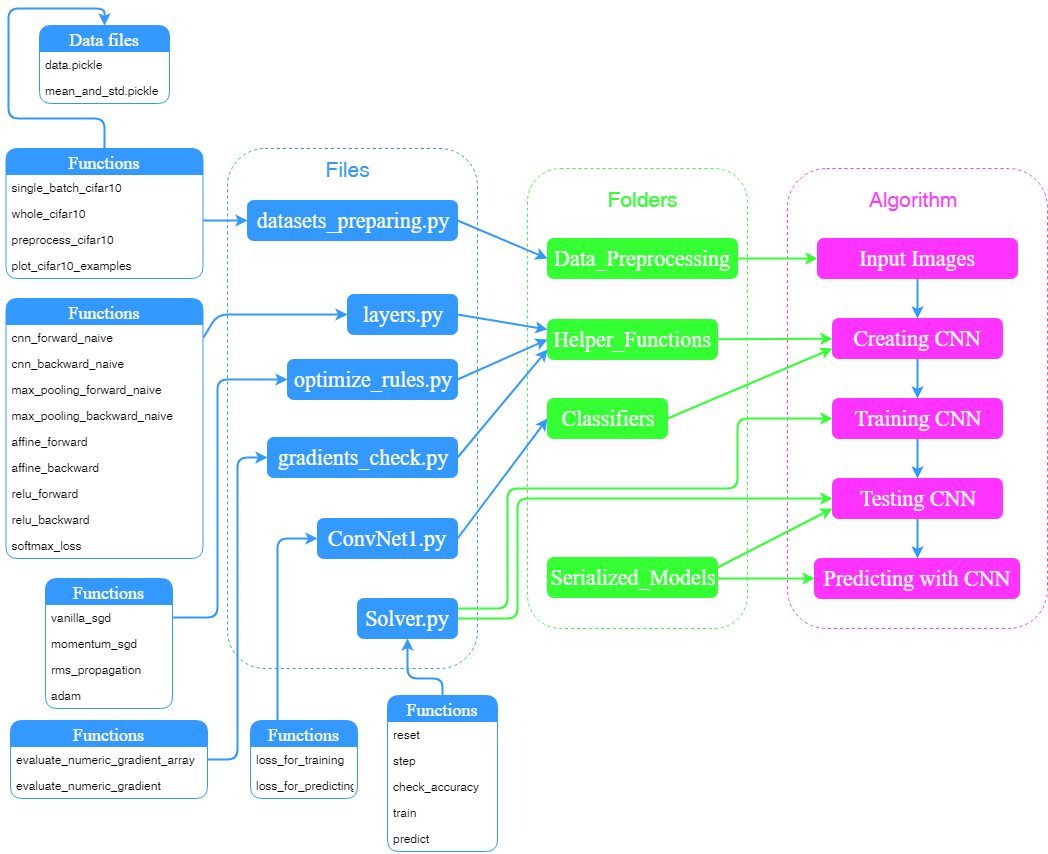 Data files
data.pickle
mean_and_std.pickle
Functions
single_batch_cifar10
whole_cifar10
preprocess_cifar10
plot_cifar10_examples
Functions
cnn_forward_naive
cnn_backward_naive
max_pooling_forward_naive
max_pooling_backward_naive
affine_forward
affine_backward
relu_forward
relu_backward
softmax_loss
Functions
vanilla_sgd
momentum_sgd
rms_propagation
adam
Functions
evaluate_numeric_gradient_array
evaluate_numeric_gradient
Functions
loss_for_training
loss_for_predicting
Functions
reset
step
check_accuracy
train
predict
Files
datasets_preparing.py
layers.py
optimize_rules.py
gradients_check.py
ConvNet1.py
Solver.py
Folders
Data_Preprocessing
Helper_Functions
Classifiers
Serialized_Models
Algorithm
Input Images
Creating CNN
Training CNN
Testing CNN
Predicting with CNN